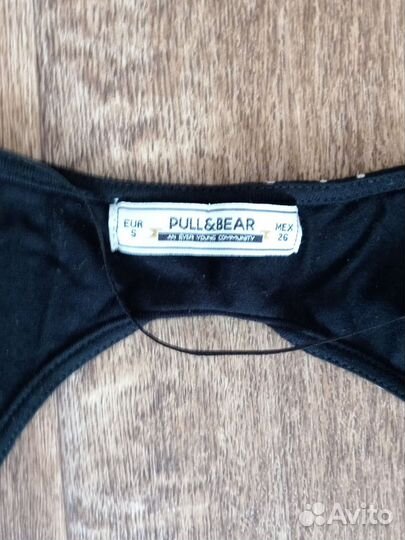 EUR
S
PULL&BEAR
AN EVER YOUNG COMMUNITY
MEX
26
Avito